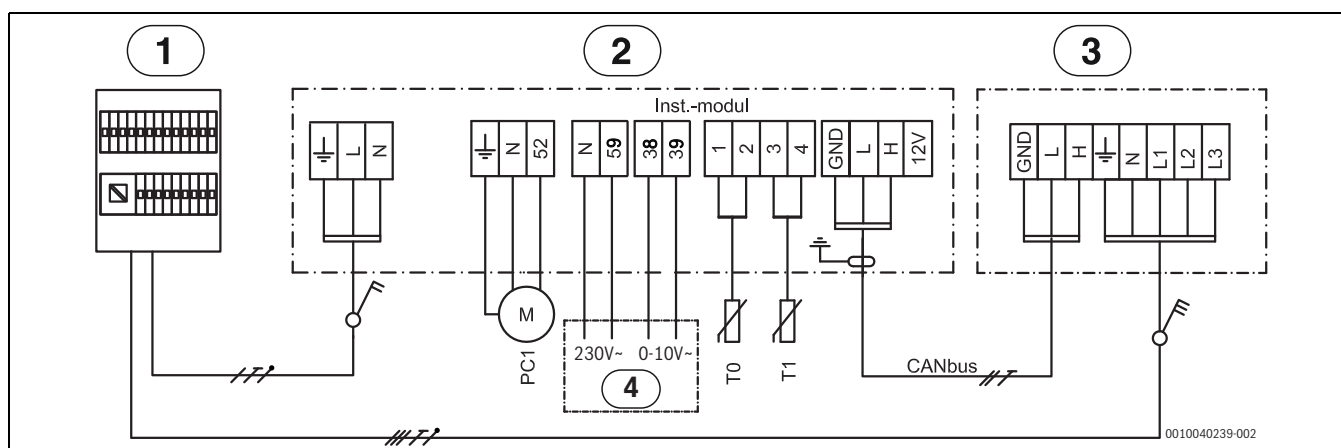 1
2
3
Inst.-modul
L
N
N
52
N
59
38
39
1
2
3
4
GND
L
H
12V
GND
L
H
N
L1
L2
L3
M
PC1
230V~
0-10V~
4
T0
T1
CANbus
0010040239-002